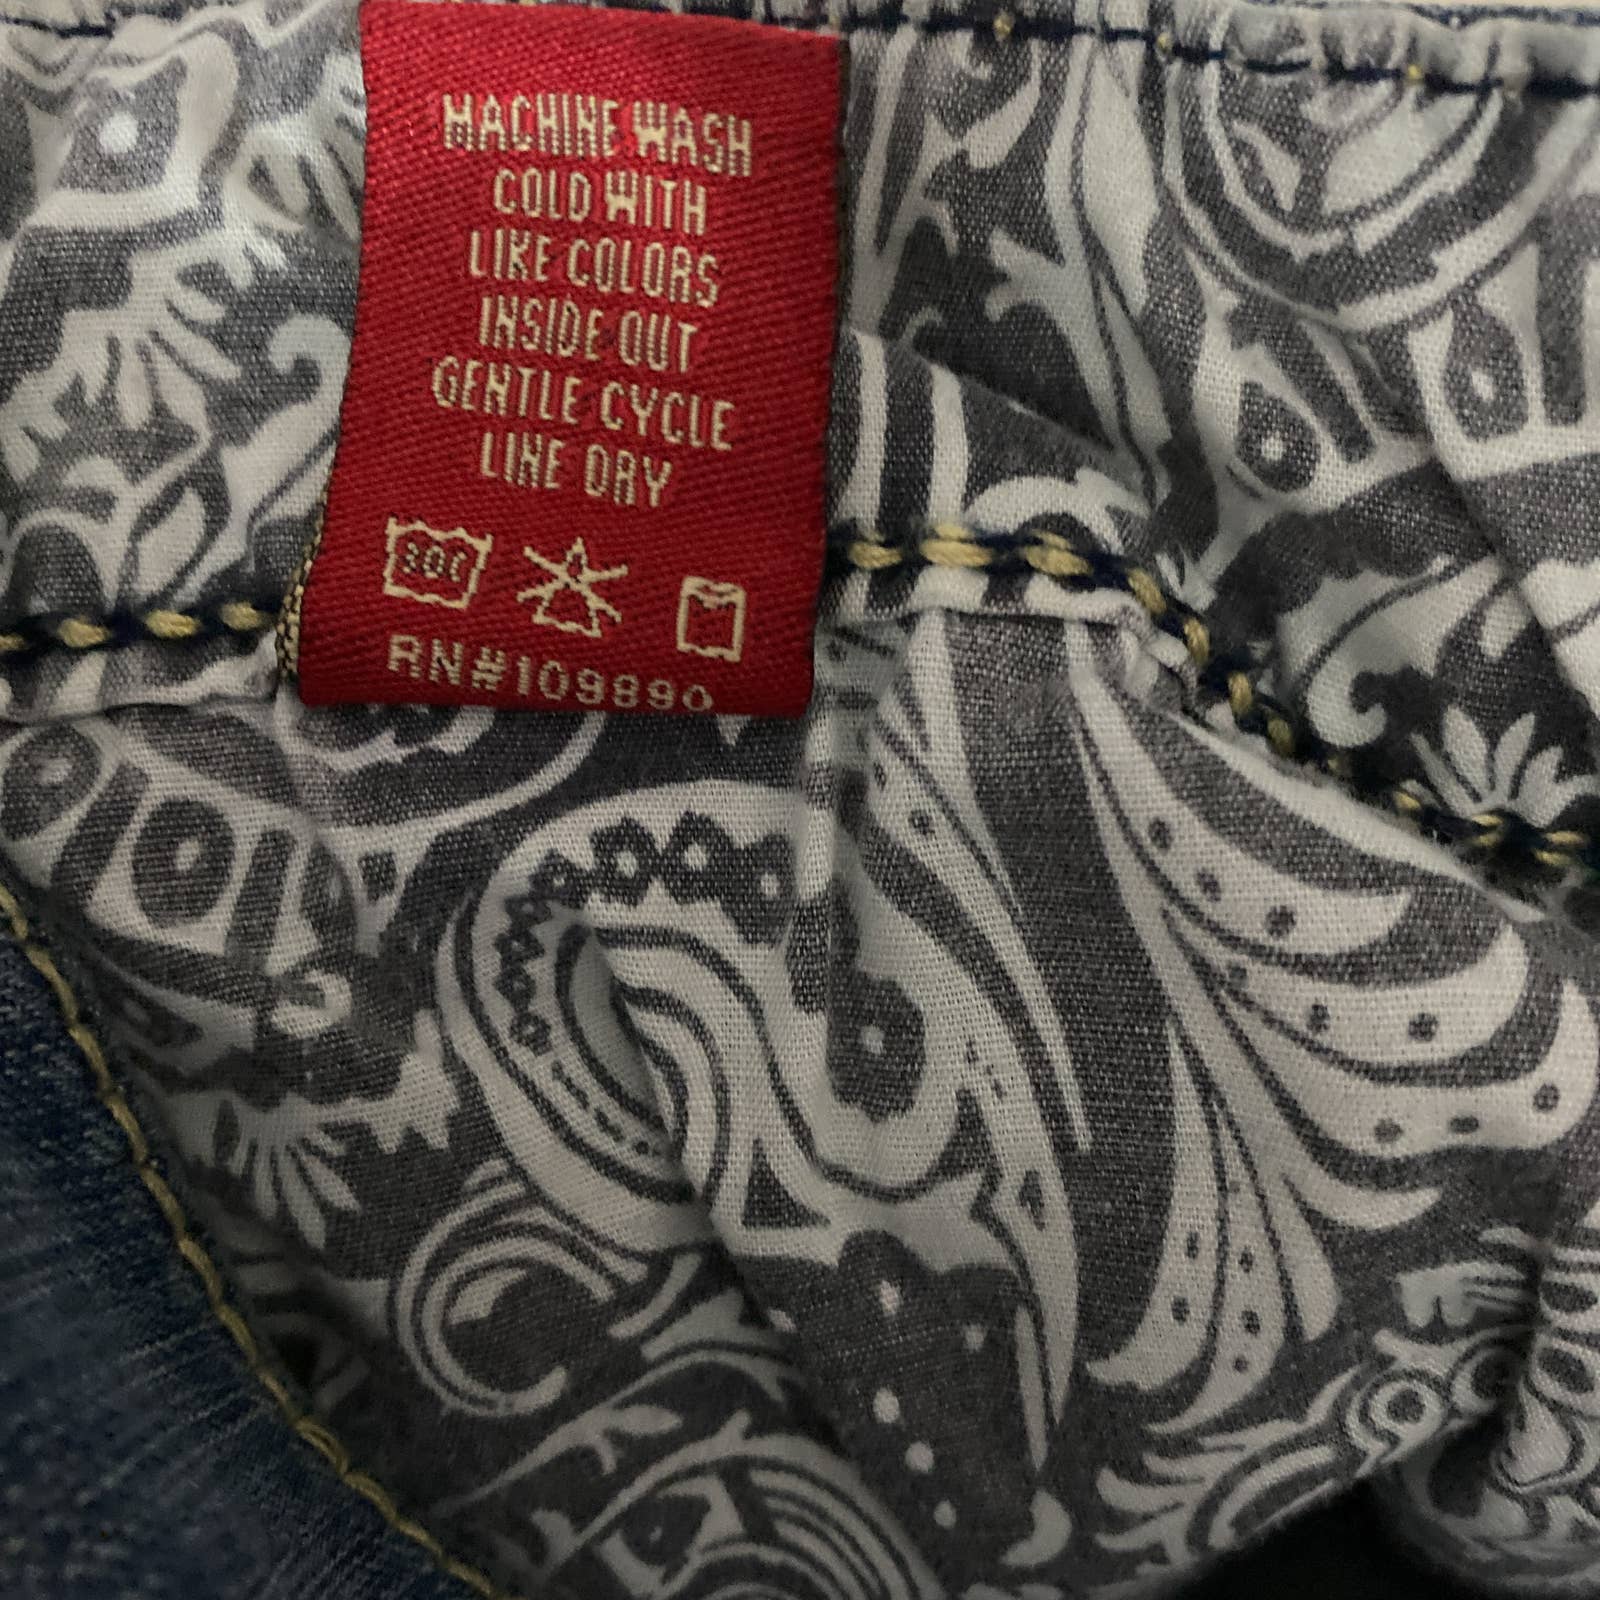 MACHINE WASH
COLD WITH
LIKE COLORS
INSIDE OUT
GENTLE CYCLE
LINE DRY
30C
RN#109890